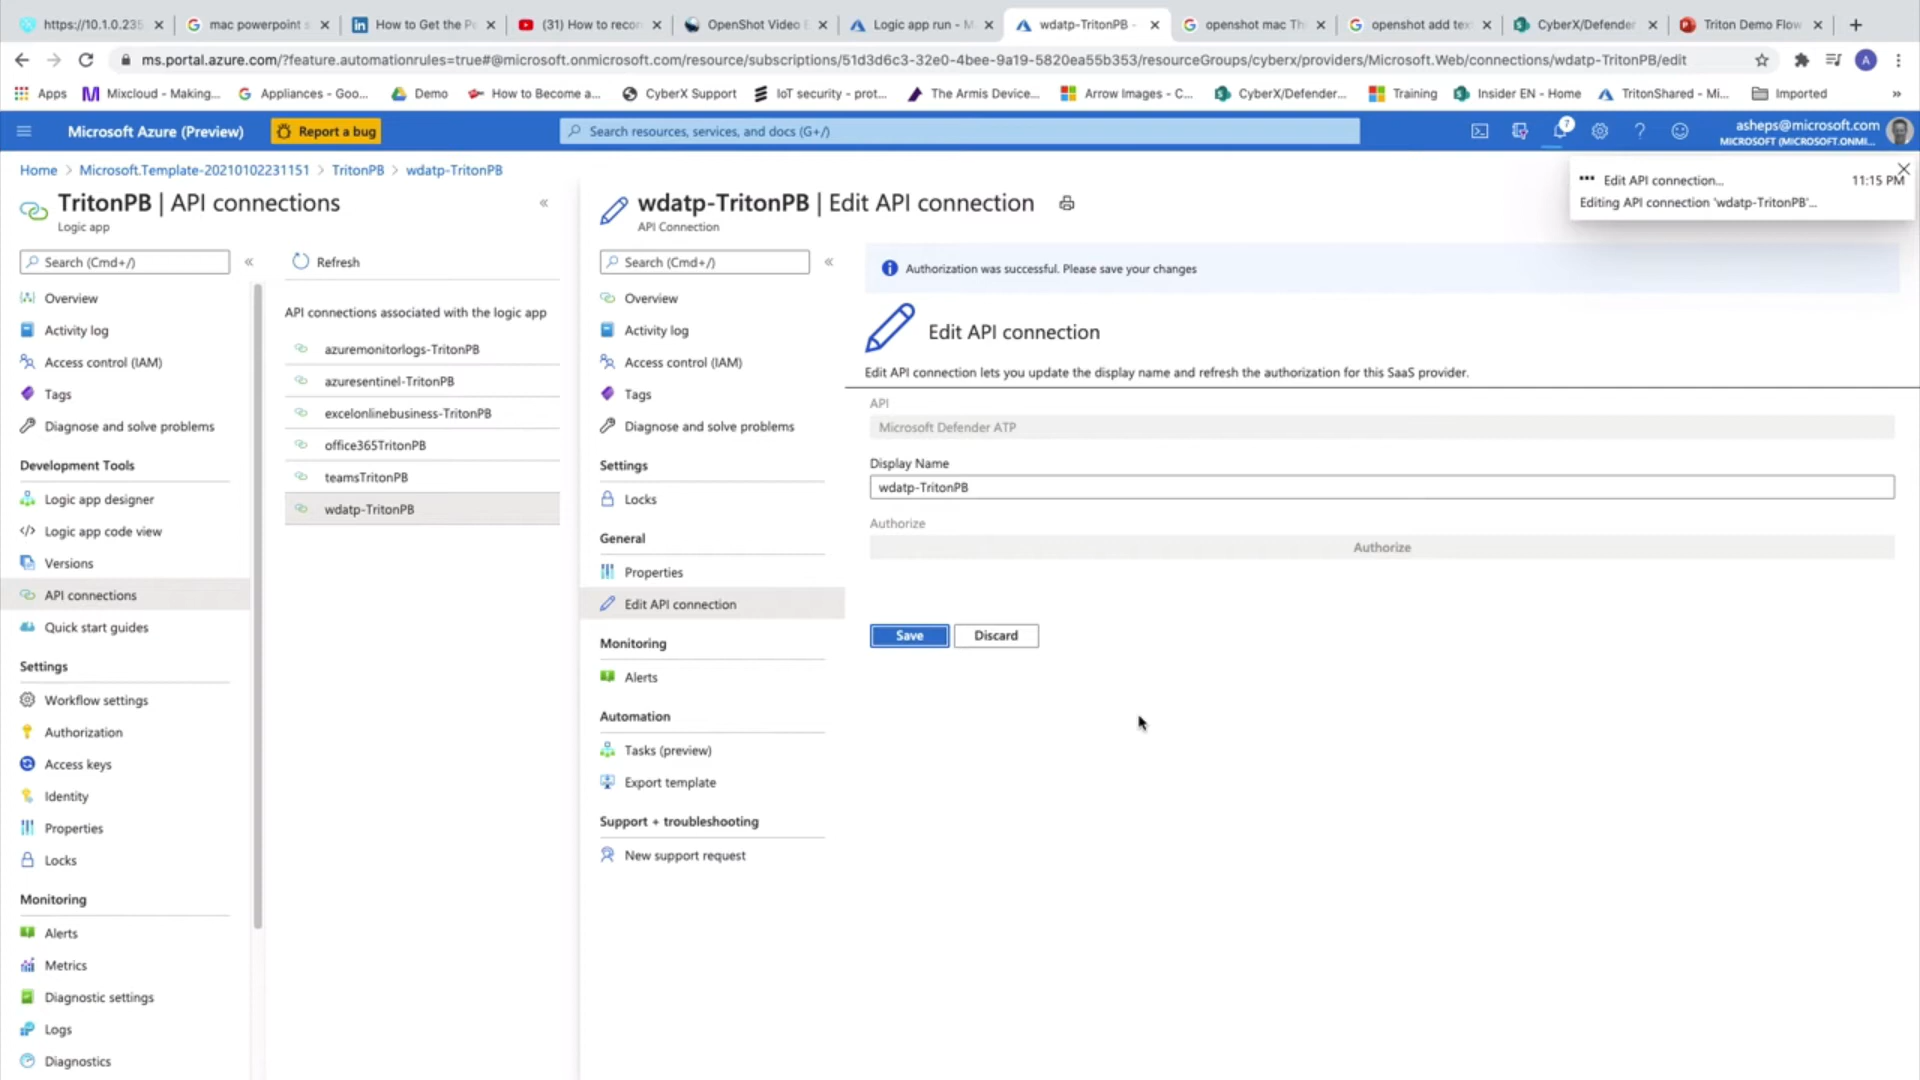 https://10.1.0.235
mac powerpoint s
How to Get the Pe
(31) How to recon
OpenShot Video E
Logic app run - M
wdatp-TritonPB -
openshot mac Th
openshot add tex
CyberX/Defender
Triton Demo Flow
ms.portal.azure.com/?feature.automationrules=true#@microsoft.onmicrosoft.com/resource/subscriptions/51d3d6c3-32e0-4bee-9a19-5820ea55b353/resourceGroups/cyberx/providers/Microsoft.Web/connections/wdatp-TritonPB/edit
A
Apps
Mixcloud - Making...
Appliances - Goo...
Demo
How to Become a...
CyberX Support
IoT security - prot...
The Armis Device...
Arrow Images - C...
CyberX/Defender...
Training
Insider EN - Home
TritonShared - Mi...
Imported
»
Microsoft Azure (Preview)
Report a bug
Search resources, services, and docs (G+/)
7
asheps@microsoft.com
MICROSOFT (MICROSOFT.ONMI...
Home > Microsoft.Template-20210102231151 > TritonPB > wdatp-TritonPB
Edit API connection...
11:15 PM
Editing API connection 'wdatp-TritonPB'...
TritonPB | API connections
Logic app
Search (Cmd+/)
Overview
Activity log
Access control (IAM)
Tags
Diagnose and solve problems
Development Tools
Logic app designer
Logic app code view
Versions
API connections
Quick start guides
Settings
Workflow settings
Authorization
Access keys
Identity
Properties
Locks
Monitoring
Alerts
Metrics
Diagnostic settings
Logs
Diagnostics
Refresh
API connections associated with the logic app
azuremonitorlogs-TritonPB
azuresentinel-TritonPB
excelonlinebusiness-TritonPB
office365TritonPB
teamsTritonPB
wdatp-TritonPB
wdatp-TritonPB | Edit API connection
API Connection
Search (Cmd+/)
Overview
Activity log
Access control (IAM)
Tags
Diagnose and solve problems
Settings
Locks
General
Properties
Edit API connection
Monitoring
Alerts
Automation
Tasks (preview)
Export template
Support + troubleshooting
New support request
Authorization was successful. Please save your changes
Edit API connection
Edit API connection lets you update the display name and refresh the authorization for this SaaS provider.
API
Microsoft Defender ATP
Display Name
wdatp-TritonPB
Authorize
Authorize
Save
Discard